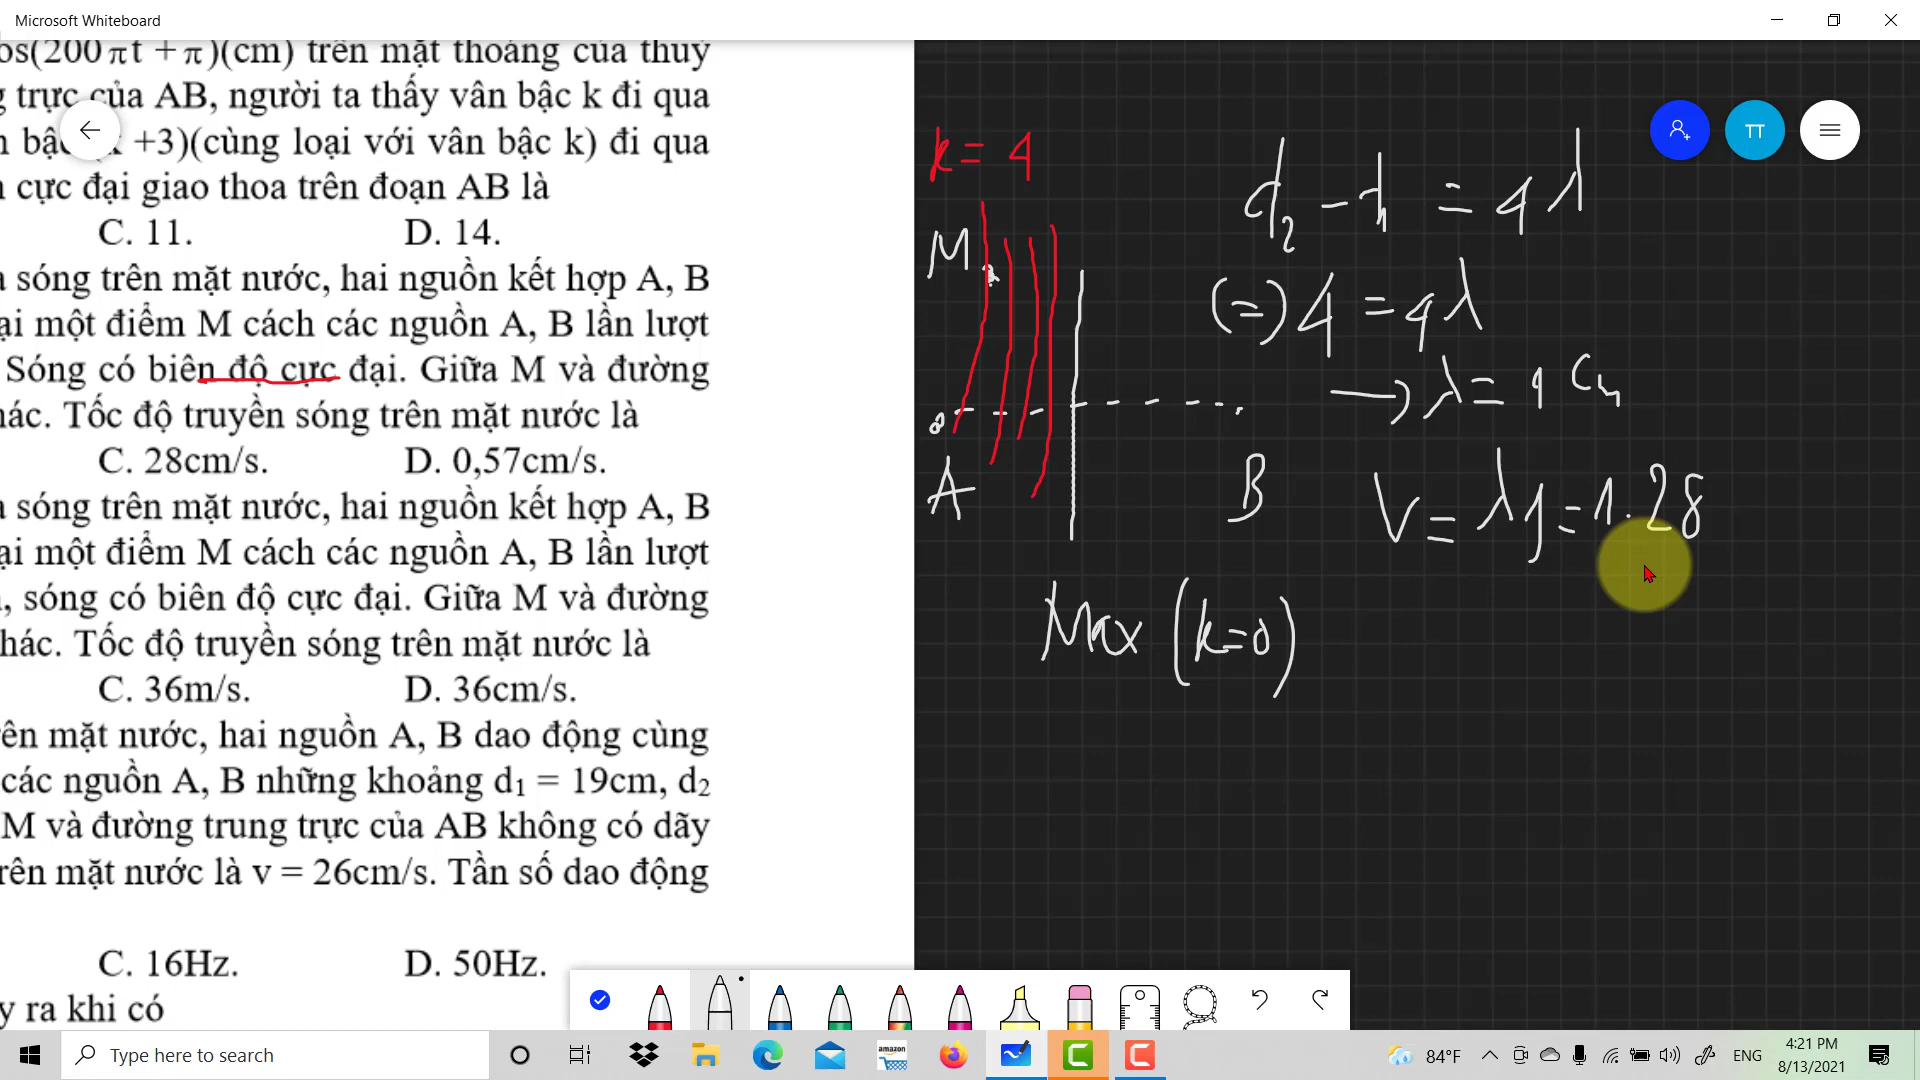 Microsoft Whiteboard
os(200πt + π)(cm) trên mặt thoáng của thuỷ
g trực của AB, người ta thấy vân bậc k đi qua
n bậ +3)(cùng loại với vân bậc k) đi qua
cực đại giao thoa trên đoạn AB là
C. 11. D. 14.
a sóng trên mặt nước, hai nguồn kết hợp A, B
ại một điểm M cách các nguồn A, B lần lượt
Sóng có biên độ cực đại. Giữa M và đường
hác. Tốc độ truyền sóng trên mặt nước là
C. 28cm/s. D. 0,57cm/s.
a sóng trên mặt nước, hai nguồn kết hợp A, B
ại một điểm M cách các nguồn A, B lần lượt
, sóng có biên độ cực đại. Giữa M và đường
hác. Tốc độ truyền sóng trên mặt nước là
C. 36m/s. D. 36cm/s.
rên mặt nước, hai nguồn A, B dao động cùng
các nguồn A, B những khoảng d₁ = 19cm, d₂
M và đường trung trực của AB không có dãy
rên mặt nước là v = 26cm/s. Tần số dao động
C. 16Hz. D. 50Hz.
y ra khi có
k = 4
M
A
B
d₂ - d₁ = 4λ
(=) 4 = 4λ
→ λ = 1 cm
V = λf = 1.28
Max (k=0)
TT
Type here to search
amazon
84°F
ENG
4:21 PM
8/13/2021